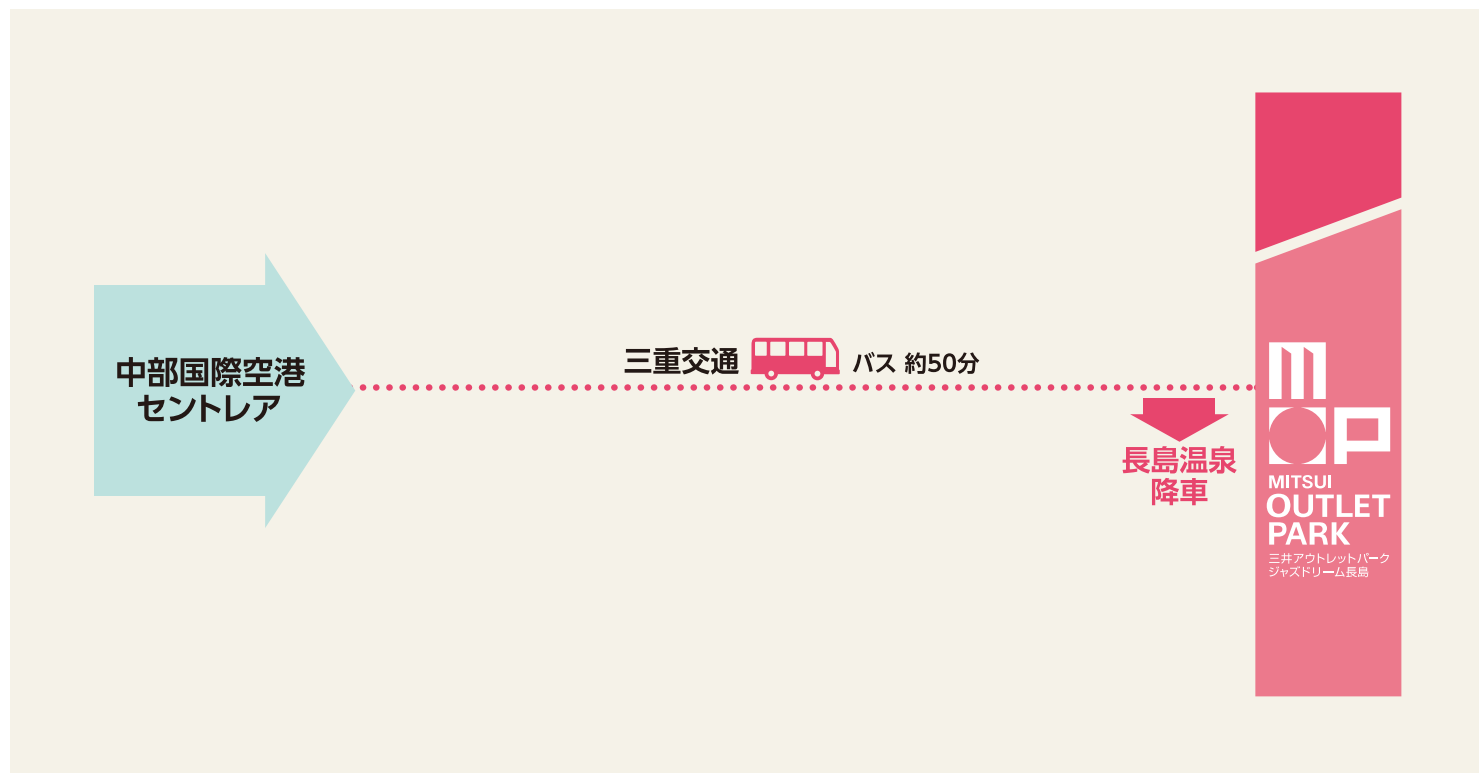 中部国際空港
セントレア
三重交通 バス 約50分
長島温泉
降車
MOP
MITSUI
OUTLET
PARK
三井アウトレットパーク
ジャズドリーム長島